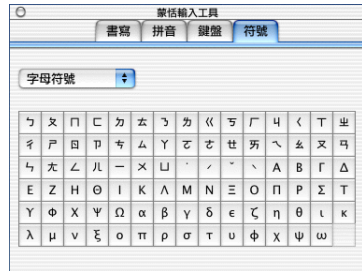 蒙恬輸入工具
書寫 拼音 鍵盤 符號
字母符號
ㄅ ㄆ ㄇ ㄈ ㄉ ㄊ ㄋ ㄌ ㄍ ㄎ ㄏ ㄐ ㄑ ㄒ ㄓ
ㄔ ㄕ ㄖ ㄗ ㄘ ㄙ ㄚ ㄛ ㄜ ㄝ ㄞ ㄟ ㄠ ㄡ ㄢ
ㄣ ㄤ ㄥ ㄦ ㄧ ㄨ ㄩ ˙ ˊ ˇ ˋ Α Β Γ Δ
Ε Ζ Η Θ Ι Κ Λ Μ Ν Ξ Ο Π Ρ Σ Τ
Υ Φ Χ Ψ Ω α β γ δ ε ζ η θ ι κ
λ μ ν ξ ο π ρ σ τ υ φ χ ψ ω